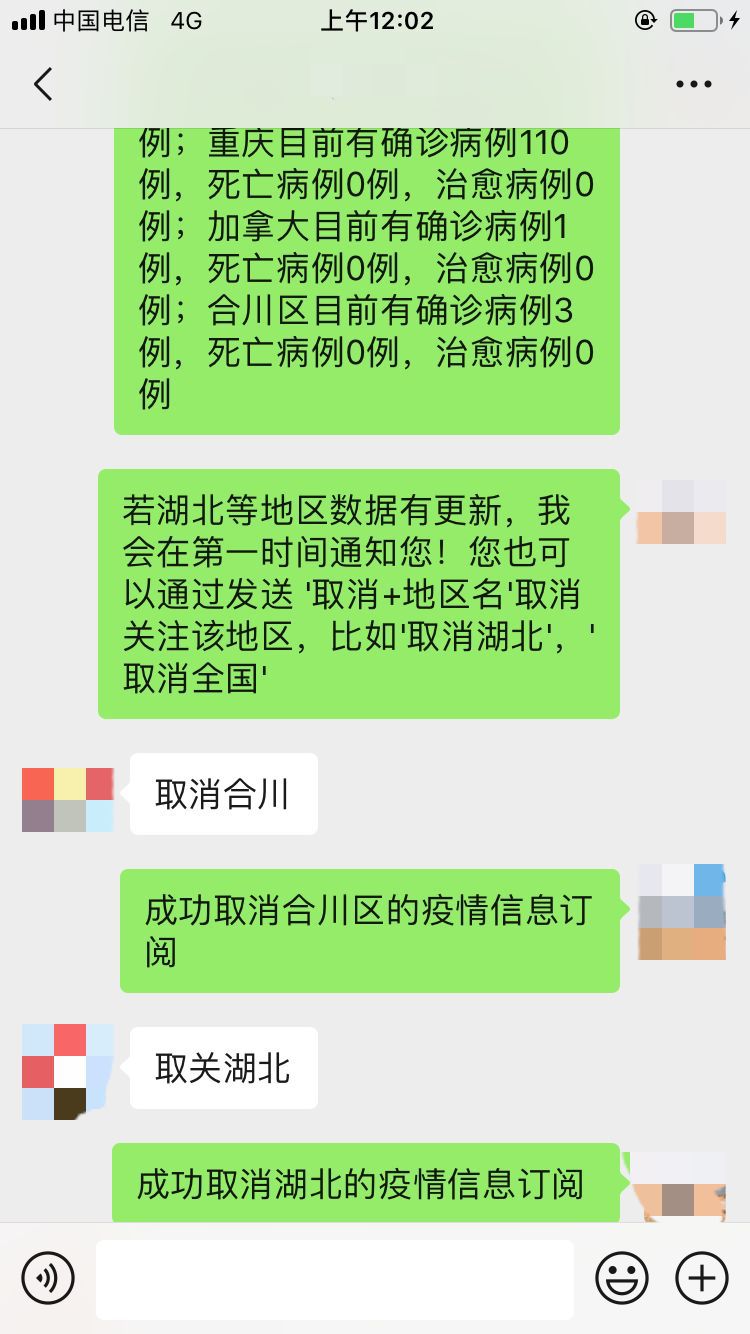 中国电信 4G 上午12:02
例；重庆目前有确诊病例110
例，死亡病例0例，治愈病例0
例；加拿大目前有确诊病例1
例，死亡病例0例，治愈病例0
例；合川区目前有确诊病例3
例，死亡病例0例，治愈病例0
例
若湖北等地区数据有更新，我
会在第一时间通知您！您也可
以通过发送 '取消+地区名'取消
关注该地区，比如'取消湖北'，'
取消全国'
取消合川
成功取消合川区的疫情信息订
阅
取关湖北
成功取消湖北的疫情信息订阅